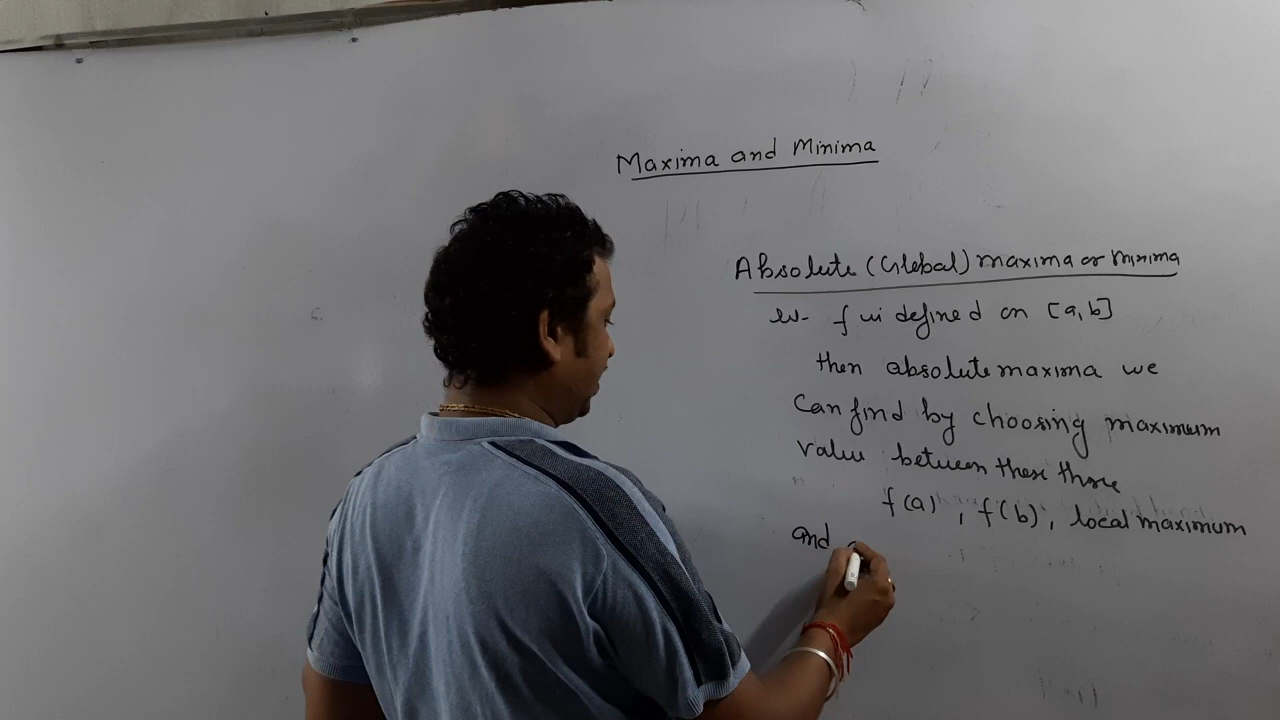 Maxima and Minima
Absolute (Global) maxima or minima
let f is defined on [a,b]
then absolute maxima we
Can find by choosing maximum
value between these three
f(a), f(b), local maximum
and